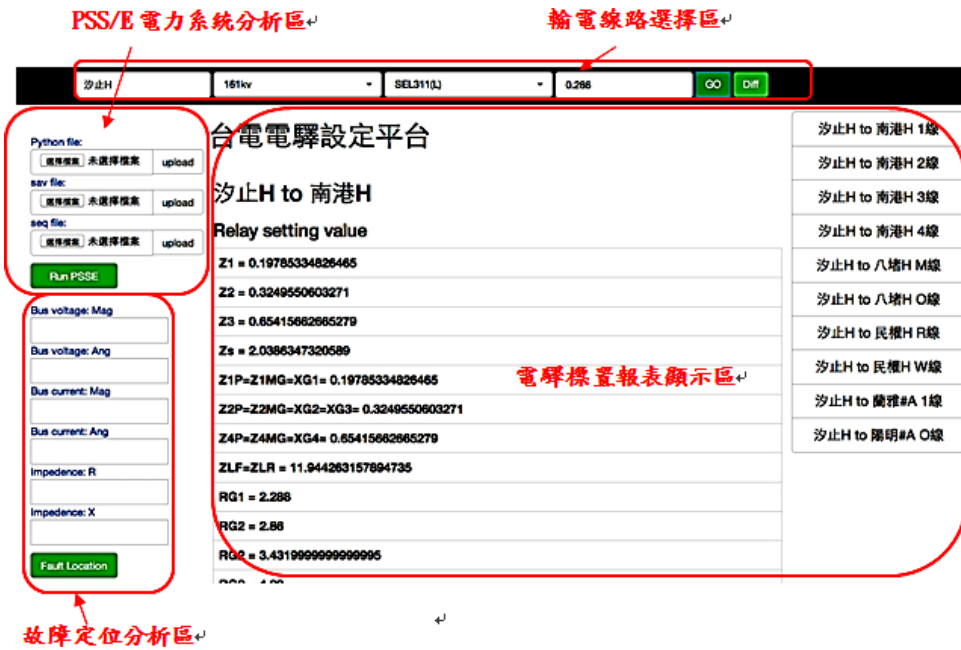 PSS/E 電力系統分析區
輸電線路選擇區
汐止H 161kv SEL311(L) 0.266 GO Diff
Python file:
選擇檔案 未選擇檔案 upload
sav file:
選擇檔案 未選擇檔案 upload
seq file:
選擇檔案 未選擇檔案 upload
Run PSSE
Bus voltage: Mag
Bus voltage: Ang
Bus current: Mag
Bus current: Ang
Impedence: R
Impedence: X
Fault Location
台電電驛設定平台
汐止H to 南港H
Relay setting value
Z1 = 0.19785334826465
Z2 = 0.3249550603271
Z3 = 0.65415662665279
Zs = 2.0386347320589
Z1P=Z1MG=XG1= 0.19785334826465
Z2P=Z2MG=XG2=XG3= 0.3249550603271
Z4P=Z4MG=XG4= 0.65415662665279
ZLF=ZLR = 11.944263157894735
RG1 = 2.288
RG2 = 2.86
RG2 = 3.4319999999999995
電驛標置報表顯示區
汐止H to 南港H 1線
汐止H to 南港H 2線
汐止H to 南港H 3線
汐止H to 南港H 4線
汐止H to 八堵H M線
汐止H to 八堵H O線
汐止H to 民權H R線
汐止H to 民權H W線
汐止H to 蘭雅#A 1線
汐止H to 陽明#A O線
故障定位分析區